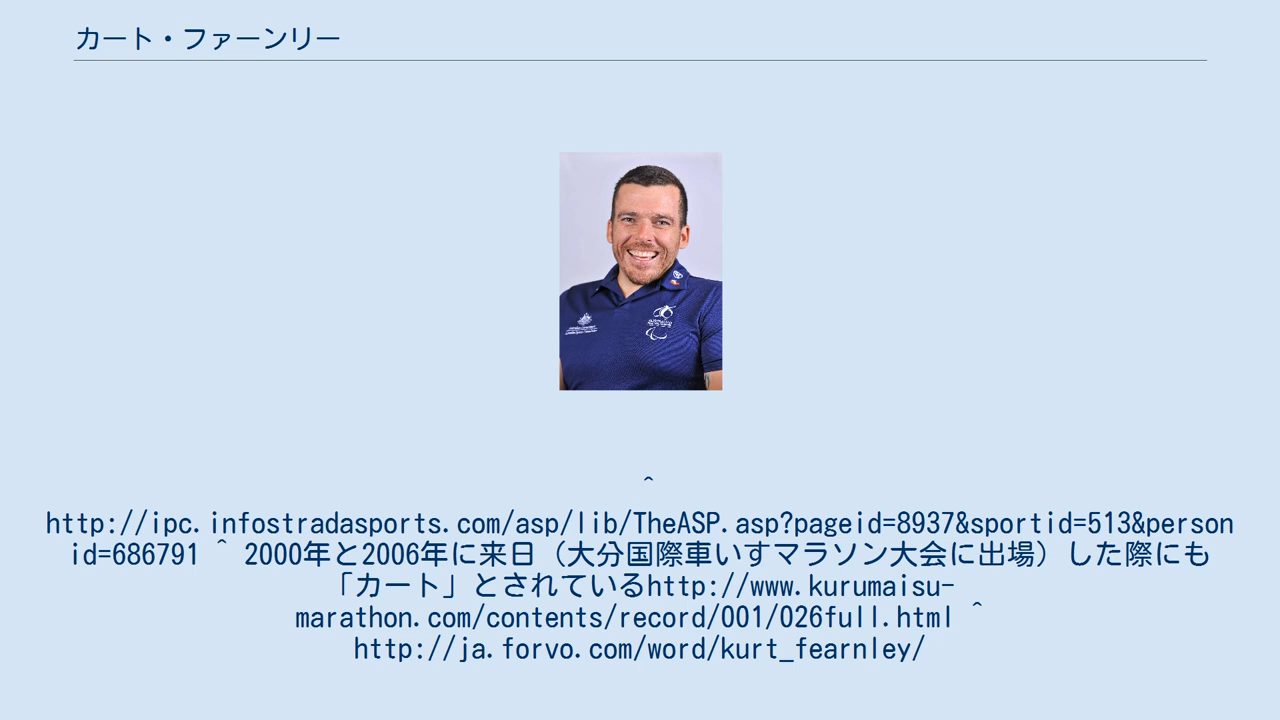 カート・ファーンリー
^
http://ipc.infostradasports.com/asp/lib/TheASP.asp?pageid=8937&sportid=513&person
id=686791 ^ 2000年と2006年に来日（大分国際車いすマラソン大会に出場）した際にも
「カート」とされているhttp://www.kurumaisu-
marathon.com/contents/record/001/026full.html ^
http://ja.forvo.com/word/kurt_fearnley/